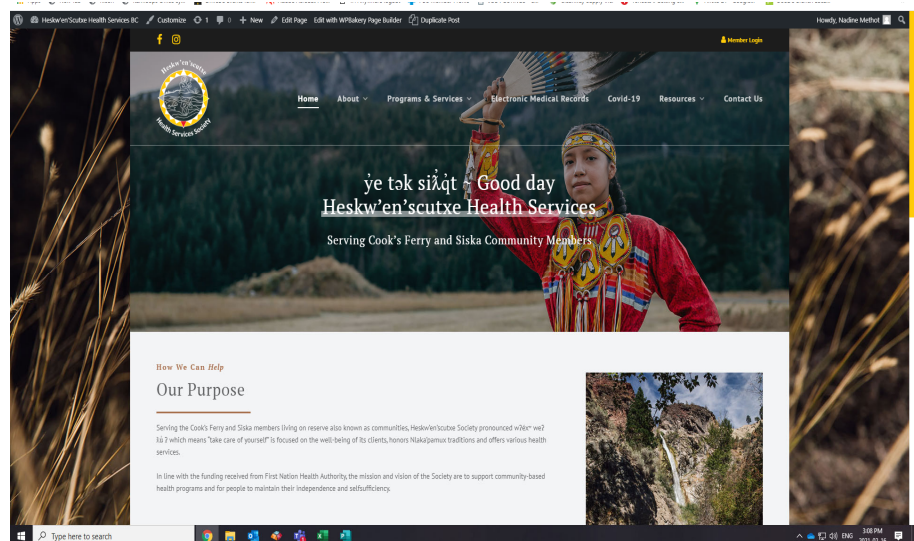 Heskw'en'Scutxe Health Services BC Customize 1 0 New Edit Page Edit with WPBakery Page Builder Duplicate Post Howdy, Nadine Methot
Member Login
Heskw'en'scutxe
Health Services Society
Home About Programs & Services Electronic Medical Records Covid-19 Resources Contact Us
y̓e tək siƛ̓q̓t ~ Good day
Heskw'en'scutxe Health Services
Serving Cook's Ferry and Siska Community Members
How We Can Help
Our Purpose
Serving the Cook's Ferry and Siska members living on reserve also known as communities, Heskw'en'scutxe Society pronounced
which means "take care of yourself" is focused on the well-being of its clients, honors Nlaka'pamux traditions and offers various health
services.
In line with the funding received from First Nation Health Authority, the mission and vision of the Society are to support community-based
health programs and for people to maintain their independence and selfsufficiency.
Type here to search ENG 3:08 PM